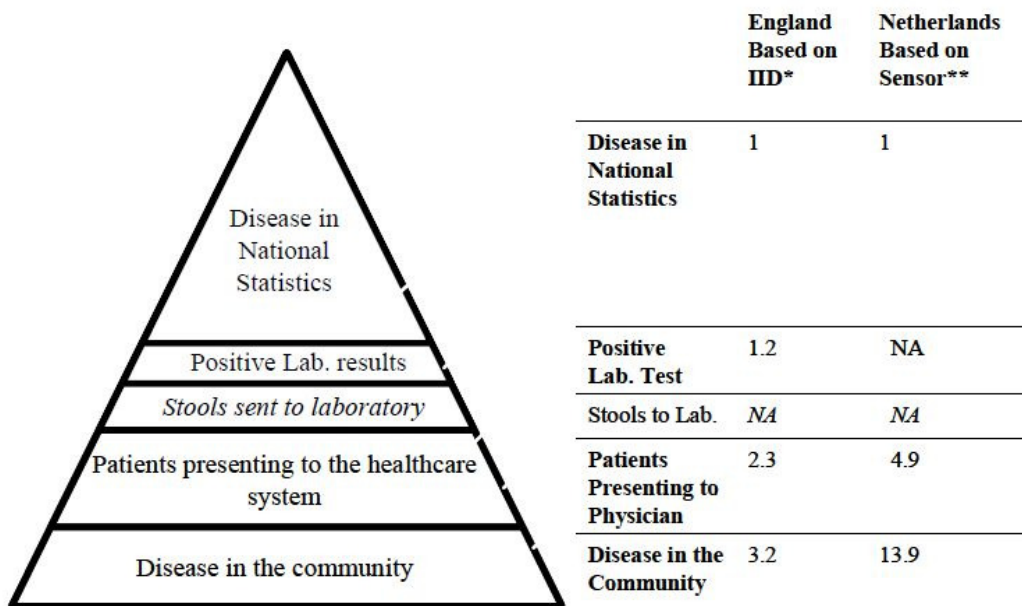 Disease in
National
Statistics
Positive Lab. results
Stools sent to laboratory
Patients presenting to the healthcare
system
Disease in the community
England Netherlands
Based on Based on
IID* Sensor**
Disease in 1 1
National
Statistics
Positive 1.2 NA
Lab. Test
Stools to Lab. NA NA
Patients 2.3 4.9
Presenting to
Physician
Disease in the 3.2 13.9
Community